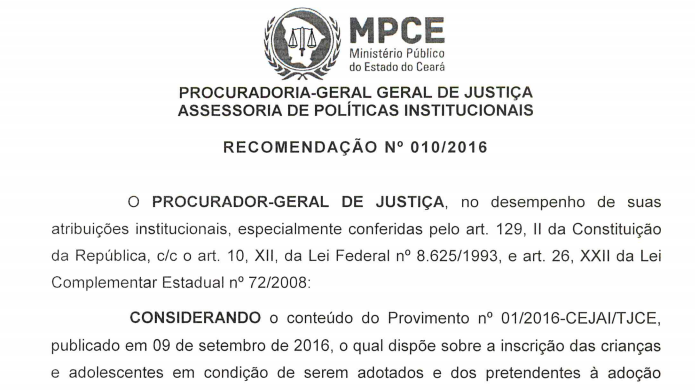 MPCE
Ministério Público
do Estado do Ceará
PROCURADORIA-GERAL GERAL DE JUSTIÇA
ASSESSORIA DE POLÍTICAS INSTITUCIONAIS
RECOMENDAÇÃO Nº 010/2016
O PROCURADOR-GERAL DE JUSTIÇA, no desempenho de suas
atribuições institucionais, especialmente conferidas pelo art. 129, II da Constituição
da República, c/c o art. 10, XII, da Lei Federal nº 8.625/1993, e art. 26, XXII da Lei
Complementar Estadual nº 72/2008:
CONSIDERANDO o conteúdo do Provimento nº 01/2016-CEJAI/TJCE,
publicado em 09 de setembro de 2016, o qual dispõe sobre a inscrição das crianças
e adolescentes em condição de serem adotados e dos pretendentes à adoção